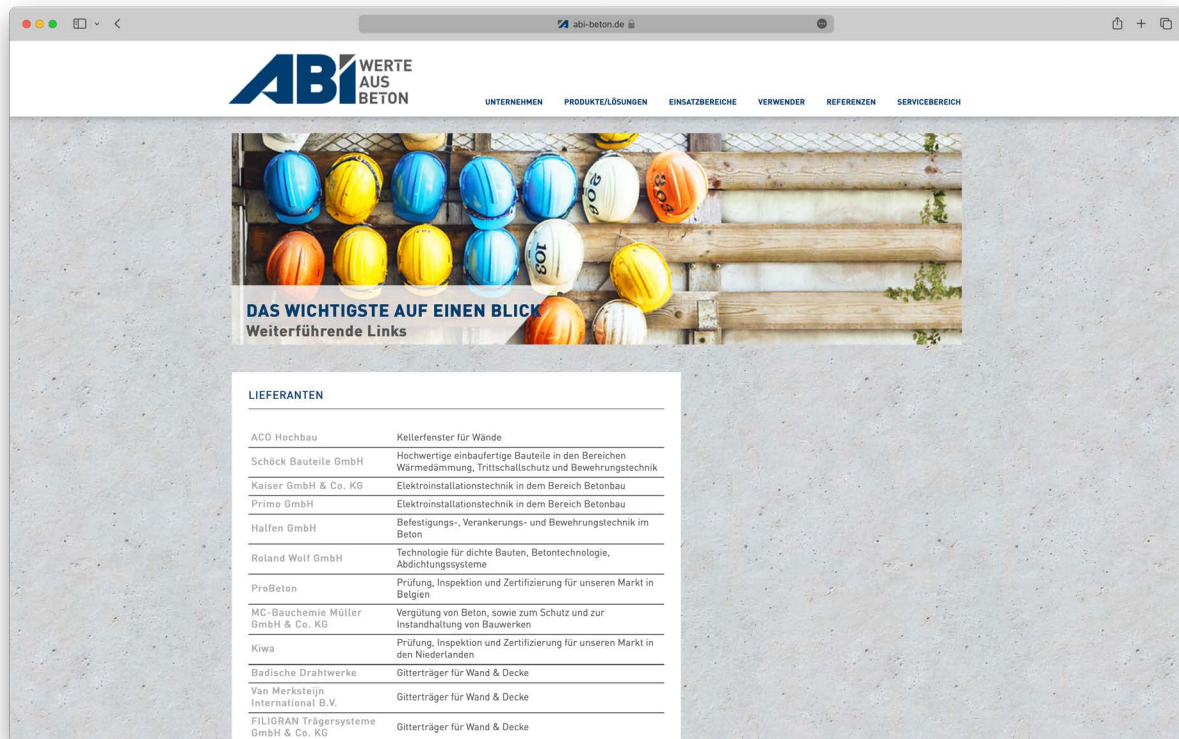 abi-beton.de
ABI WERTE
AUS
BETON
UNTERNEHMEN PRODUKTE/LÖSUNGEN EINSATZBEREICHE VERWENDER REFERENZEN SERVICEBEREICH
206
304
103
DAS WICHTIGSTE AUF EINEN BLICK
Weiterführende Links
LIEFERANTEN
ACO Hochbau Kellerfenster für Wände
Schöck Bauteile GmbH Hochwertige einbaufertige Bauteile in den Bereichen
Wärmedämmung, Trittschallschutz und Bewehrungstechnik
Kaiser GmbH & Co. KG Elektroinstallationstechnik in dem Bereich Betonbau
Primo GmbH Elektroinstallationstechnik in dem Bereich Betonbau
Halfen GmbH Befestigungs-, Verankerungs- und Bewehrungstechnik im
Beton
Roland Wolf GmbH Technologie für dichte Bauten, Betontechnologie,
Abdichtungssysteme
ProBeton Prüfung, Inspektion und Zertifizierung für unseren Markt in
Belgien
MC-Bauchemie Müller Vergütung von Beton, sowie zum Schutz und zur
GmbH & Co. KG Instandhaltung von Bauwerken
Kiwa Prüfung, Inspektion und Zertifizierung für unseren Markt in
den Niederlanden
Badische Drahtwerke Gitterträger für Wand & Decke
Van Merksteijn
International B.V. Gitterträger für Wand & Decke
FILIGRAN Trägersysteme
GmbH & Co. KG Gitterträger für Wand & Decke